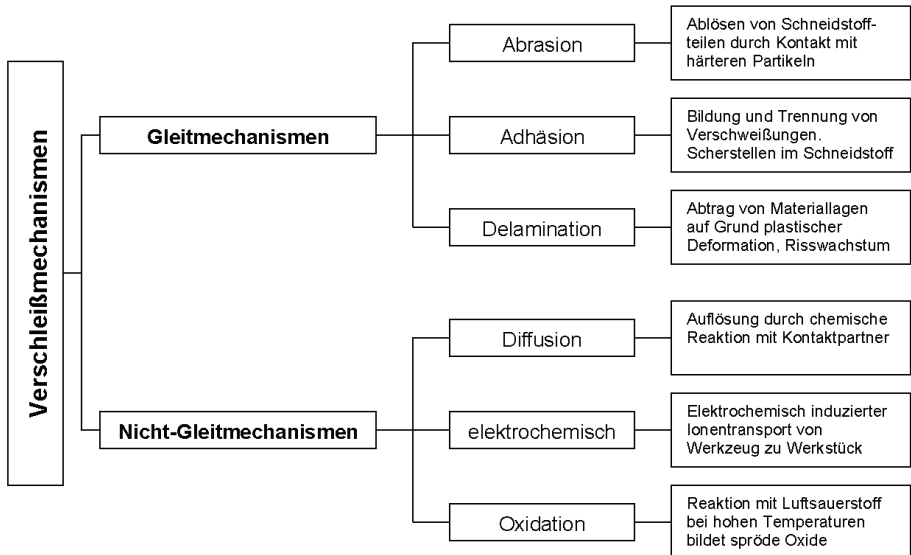 Verschleißmechanismen
Gleitmechanismen
Abrasion
Ablösen von Schneidstoff-
teilen durch Kontakt mit
härteren Partikeln
Adhäsion
Bildung und Trennung von
Verschweißungen.
Scherstellen im Schneidstoff
Delamination
Abtrag von Materiallagen
auf Grund plastischer
Deformation, Risswachstum
Nicht-Gleitmechanismen
Diffusion
Auflösung durch chemische
Reaktion mit Kontaktpartner
elektrochemisch
Elektrochemisch induzierter
Ionentransport von
Werkzeug zu Werkstück
Oxidation
Reaktion mit Luftsauerstoff
bei hohen Temperaturen
bildet spröde Oxide